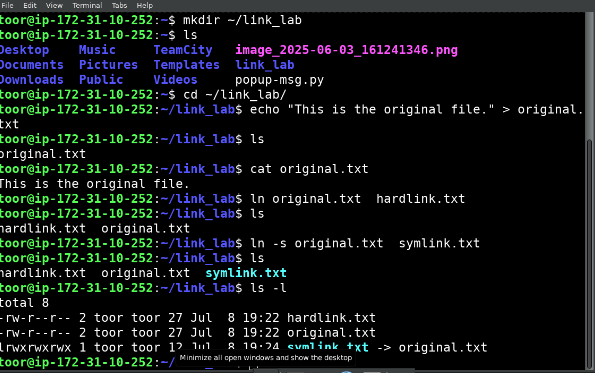 File Edit View Terminal Tabs Help
toor@ip-172-31-10-252:~$ mkdir ~/link_lab
toor@ip-172-31-10-252:~$ ls
Desktop    Music     TeamCity   image_2025-06-03_161241346.png
Documents  Pictures  Templates  link_lab
Downloads  Public    Videos     popup-msg.py
toor@ip-172-31-10-252:~$ cd ~/link_lab/
toor@ip-172-31-10-252:~/link_lab$ echo "This is the original file." > original.
txt
toor@ip-172-31-10-252:~/link_lab$ ls
original.txt
toor@ip-172-31-10-252:~/link_lab$ cat original.txt
This is the original file.
toor@ip-172-31-10-252:~/link_lab$ ln original.txt  hardlink.txt
toor@ip-172-31-10-252:~/link_lab$ ls
hardlink.txt  original.txt
toor@ip-172-31-10-252:~/link_lab$ ln -s original.txt  symlink.txt
toor@ip-172-31-10-252:~/link_lab$ ls
hardlink.txt  original.txt  symlink.txt
toor@ip-172-31-10-252:~/link_lab$ ls -l
total 8
-rw-r--r-- 2 toor toor 27 Jul  8 19:22 hardlink.txt
-rw-r--r-- 2 toor toor 27 Jul  8 19:22 original.txt
lrwxrwxrwx 1 toor toor 12 Jul  8 19:24 symlink.txt -> original.txt
toor@ip-172-31-10-252:~/
Minimize all open windows and show the desktop